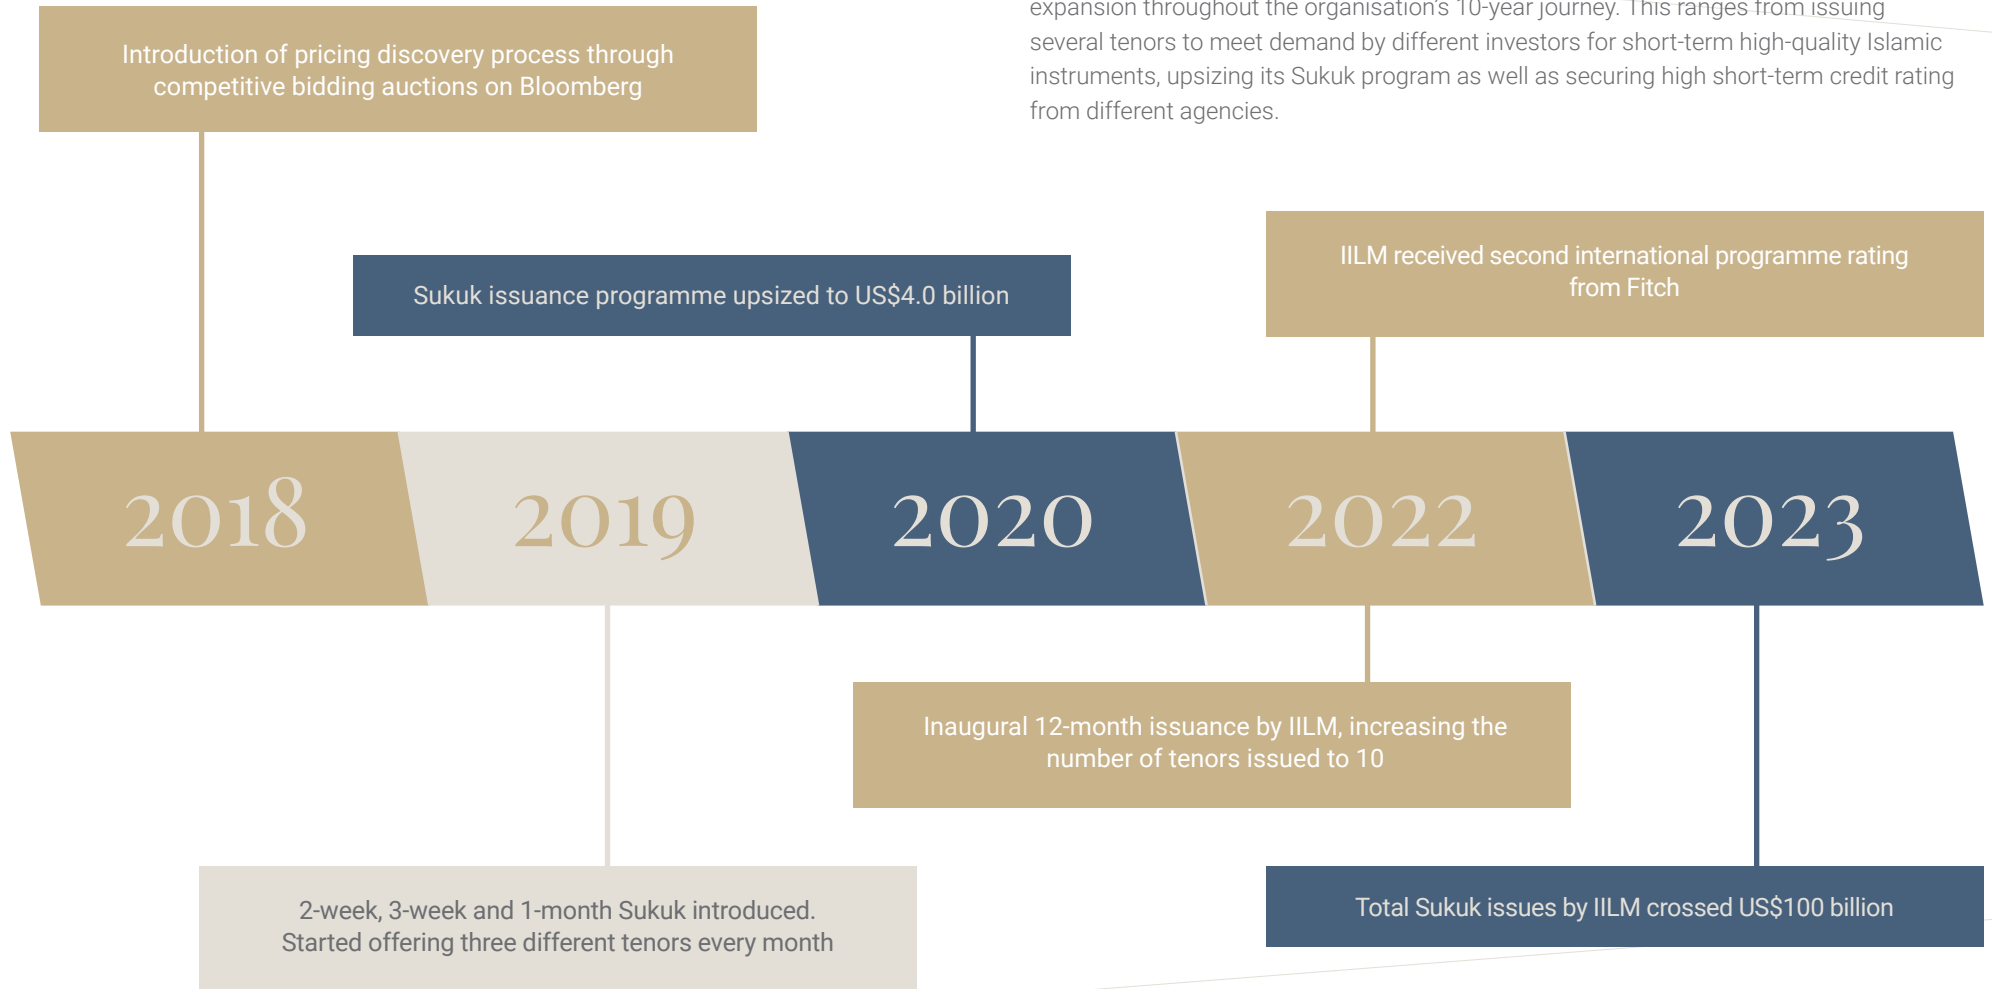 expansion throughout the organisation's 10-year journey. This ranges from issuing
several tenors to meet demand by different investors for short-term high-quality Islamic
instruments, upsizing its Sukuk program as well as securing high short-term credit rating
from different agencies.
Introduction of pricing discovery process through
competitive bidding auctions on Bloomberg
Sukuk issuance programme upsized to US$4.0 billion
IILM received second international programme rating
from Fitch
2018
2019
2020
2022
2023
Inaugural 12-month issuance by IILM, increasing the
number of tenors issued to 10
2-week, 3-week and 1-month Sukuk introduced.
Started offering three different tenors every month
Total Sukuk issues by IILM crossed US$100 billion